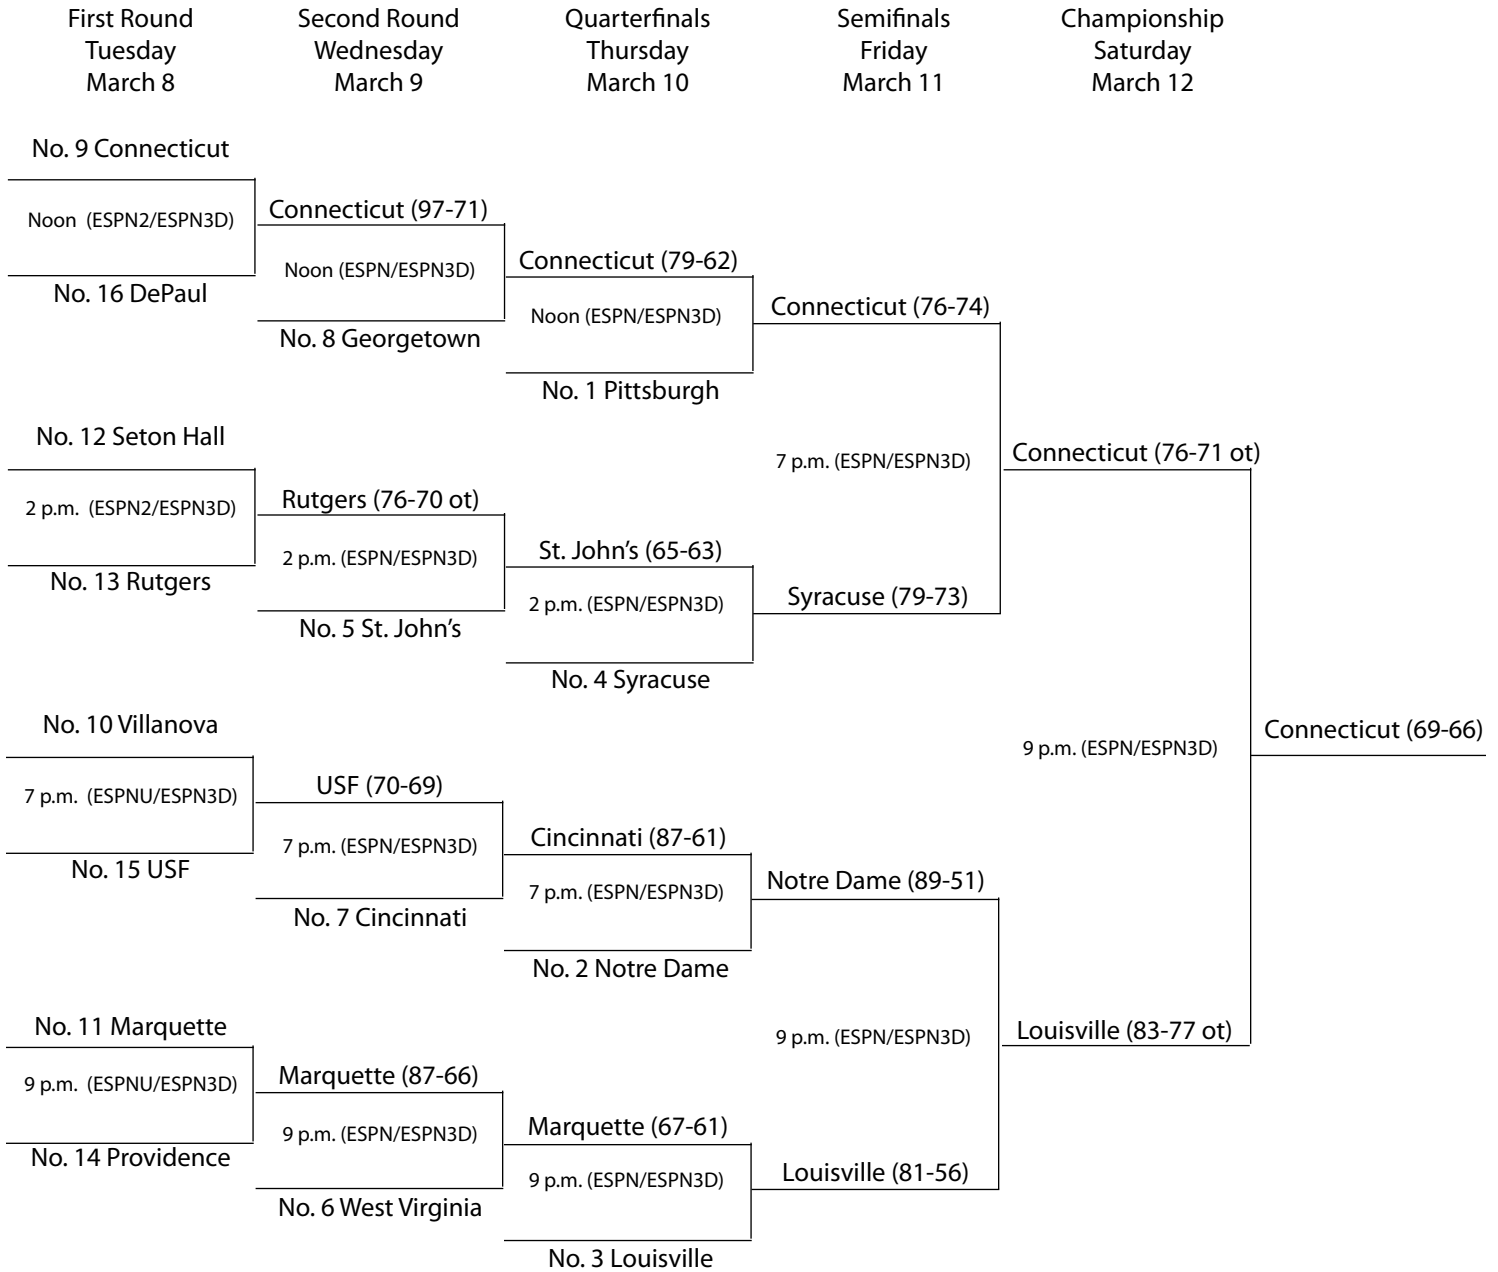 First Round
Tuesday
March 8
Second Round
Wednesday
March 9
Quarterfinals
Thursday
March 10
Semifinals
Friday
March 11
Championship
Saturday
March 12
No. 9 Connecticut
Noon (ESPN2/ESPN3D)
No. 16 DePaul
No. 12 Seton Hall
2 p.m. (ESPN2/ESPN3D)
No. 13 Rutgers
No. 10 Villanova
7 p.m. (ESPNU/ESPN3D)
No. 15 USF
No. 11 Marquette
9 p.m. (ESPNU/ESPN3D)
No. 14 Providence
Connecticut (97-71)
Noon (ESPN/ESPN3D)
No. 8 Georgetown
Rutgers (76-70 ot)
2 p.m. (ESPN/ESPN3D)
No. 5 St. John’s
USF (70-69)
7 p.m. (ESPN/ESPN3D)
No. 7 Cincinnati
Marquette (87-66)
9 p.m. (ESPN/ESPN3D)
No. 6 West Virginia
Connecticut (79-62)
Noon (ESPN/ESPN3D)
No. 1 Pittsburgh
St. John’s (65-63)
2 p.m. (ESPN/ESPN3D)
No. 4 Syracuse
Cincinnati (87-61)
7 p.m. (ESPN/ESPN3D)
No. 2 Notre Dame
Marquette (67-61)
9 p.m. (ESPN/ESPN3D)
No. 3 Louisville
Connecticut (76-74)
7 p.m. (ESPN/ESPN3D)
Syracuse (79-73)
Notre Dame (89-51)
9 p.m. (ESPN/ESPN3D)
Louisville (81-56)
Connecticut (76-71 ot)
9 p.m. (ESPN/ESPN3D)
Louisville (83-77 ot)
Connecticut (69-66)